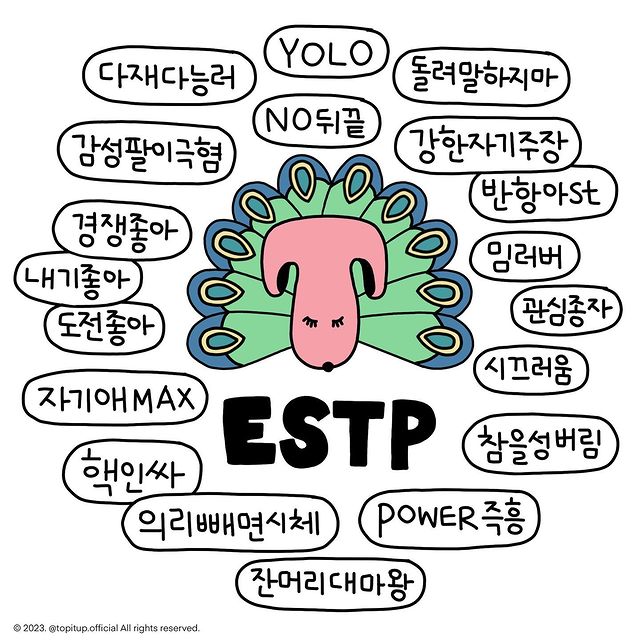 YOLO
다재다능러
돌려말하지마
NO뒤끝
감성팔이극혐
강한자기주장
반항아st
경쟁좋아
밈러버
내기좋아
관심종자
도전좋아
시끄러움
자기애MAX
ESTP
참을성버림
핵인싸
의리빼면시체
POWER즉흥
잔머리대마왕
© 2023. @topitup.official All rights reserved.